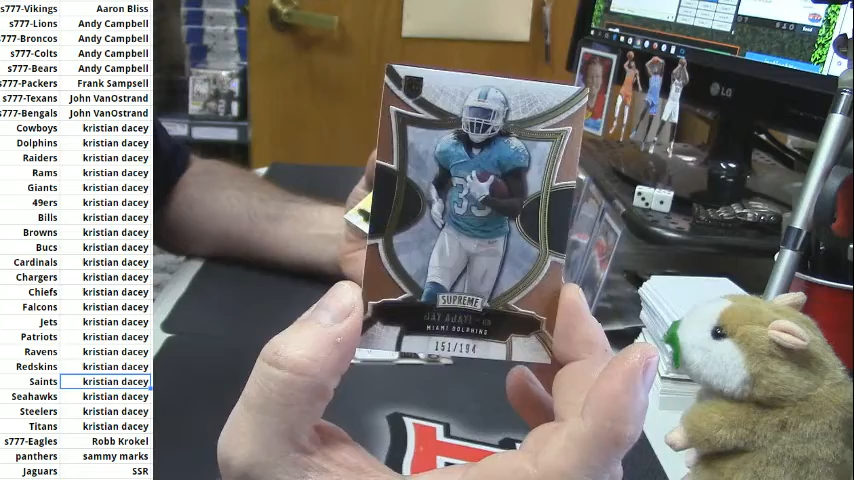 s777-Vikings Aaron Bliss
s777-Lions Andy Campbell
s777-Broncos Andy Campbell
s777-Colts Andy Campbell
s777-Bears Andy Campbell
s777-Packers Frank Sampsell
s777-Texans John VanOstrand
s777-Bengals John VanOstrand
Cowboys kristian dacey
Dolphins kristian dacey
Raiders kristian dacey
Rams kristian dacey
Giants kristian dacey
49ers kristian dacey
Bills kristian dacey
Browns kristian dacey
Bucs kristian dacey
Cardinals kristian dacey
Chargers kristian dacey
Chiefs kristian dacey
Falcons kristian dacey
Jets kristian dacey
Patriots kristian dacey
Ravens kristian dacey
Redskins kristian dacey
Saints kristian dacey
Seahawks kristian dacey
Steelers kristian dacey
Titans kristian dacey
s777-Eagles Robb Krokel
panthers sammy marks
Jaguars SSR
LG
33
SUPREME
JAY AJAYI
MIAMI DOLPHINS
151/194